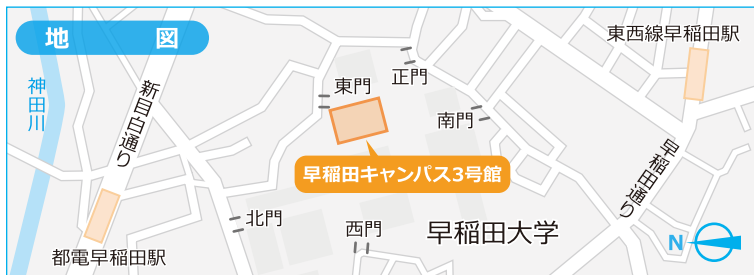 地 図
東西線早稲田駅
神田川
新目白通り
東門
正門
南門
早稲田キャンパス3号館
早稲田通り
北門
西門
早稲田大学
都電早稲田駅
N